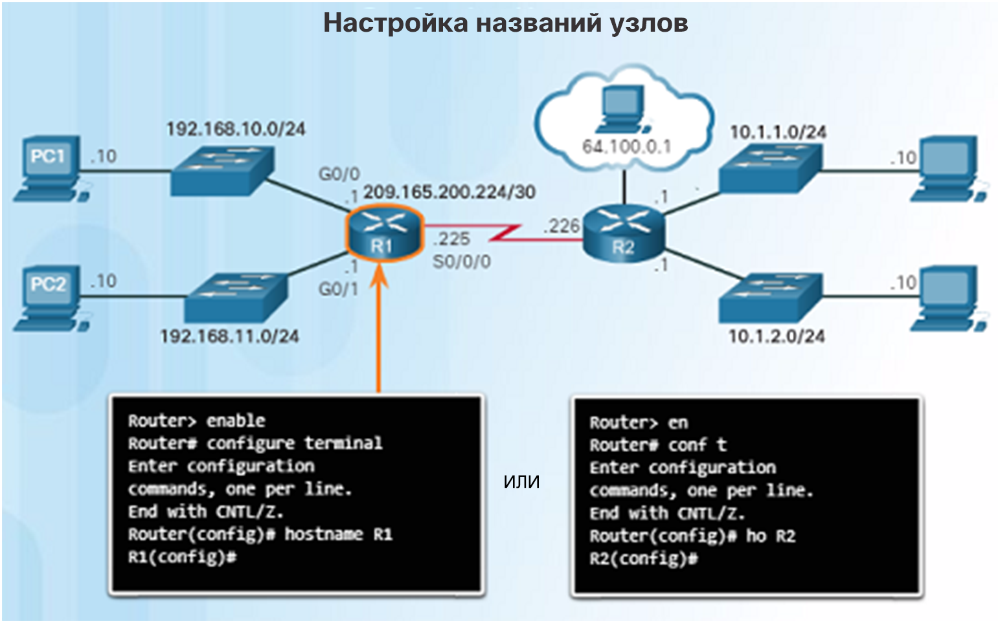 Настройка названий узлов
192.168.10.0/24
PC1
.10
G0/0
.1
209.165.200.224/30
R1
.225
S0/0/0
.1
G0/1
PC2
.10
192.168.11.0/24
64.100.0.1
.226
R2
10.1.1.0/24
.10
.1
.1
.10
10.1.2.0/24
Router> enable
Router# configure terminal
Enter configuration
commands, one per line.
End with CNTL/Z.
Router(config)# hostname R1
R1(config)#
ИЛИ
Router> en
Router# conf t
Enter configuration
commands, one per line.
End with CNTL/Z.
Router(config)# ho R2
R2(config)#